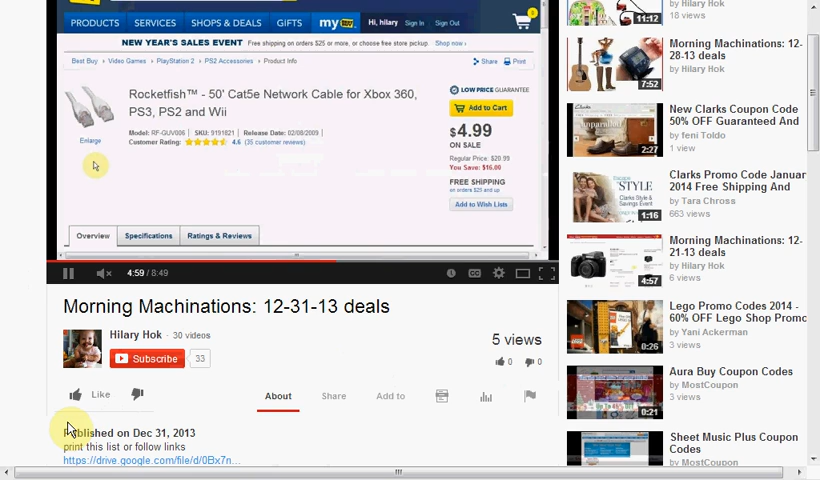 PRODUCTS SERVICES SHOPS & DEALS GIFTS my Hi, hilary Sign In Sign Out
NEW YEAR'S SALES EVENT Free shipping on orders $25 or more, or choose free store pickup. Shop now ›
Best Buy › Video Games › PlayStation 2 › PS2 Accessories › Product Info
Share Print
Rocketfish™ - 50' Cat5e Network Cable for Xbox 360,
PS3, PS2 and Wii
Model: RF-GUV006 SKU: 9191821 Release Date: 02/08/2009
Customer Rating: 4.6 (35 customer reviews)
Enlarge
LOW PRICE GUARANTEE
Add to Cart
$4.99
ON SALE
Regular Price: $20.99
You Save: $16.00
FREE SHIPPING
on orders $25 and up
Add to Wish Lists
Overview Specifications Ratings & Reviews
4:59 / 8:49
CC
Morning Machinations: 12-31-13 deals
Hilary Hok · 30 videos
Subscribe 33
5 views
0 0
Like
About Share Add to
Published on Dec 31, 2013
print this list or follow links
https://drive.google.com/file/d/0Bx7n...
11:12
by Hilary Hok
18 views
7:52
Morning Machinations: 12-
28-13 deals
by Hilary Hok
2:27
New Clarks Coupon Code
50% OFF Guaranteed And
by feni Toldo
1 view
STYLE
1:16
Clarks Promo Code Januar
2014 Free Shipping And
by Tara Chross
663 views
4:57
Morning Machinations: 12-
21-13 deals
by Hilary Hok
6 views
0:26
Lego Promo Codes 2014 -
60% OFF Lego Shop Promo
by Yani Ackerman
3 views
0:21
Aura Buy Coupon Codes
by MostCoupon
3 views
Sheet Music Plus Coupon
Codes
by MostCoupon